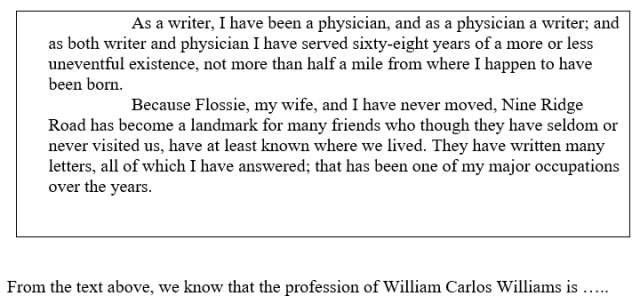 As a writer, I have been a physician, and as a physician a writer; and
as both writer and physician I have served sixty-eight years of a more or less
uneventful existence, not more than half a mile from where I happen to have
been born.
Because Flossie, my wife, and I have never moved, Nine Ridge
Road has become a landmark for many friends who though they have seldom or
never visited us, have at least known where we lived. They have written many
letters, all of which I have answered; that has been one of my major occupations
over the years.
From the text above, we know that the profession of William Carlos Williams is .....